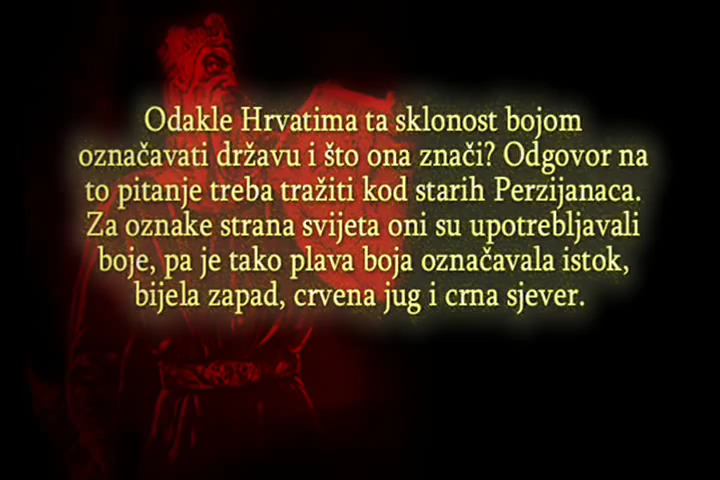 Odakle Hrvatima ta sklonost bojom
označavati državu i što ona znači? Odgovor na
to pitanje treba tražiti kod starih Perzijanaca.
Za oznake strana svijeta oni su upotrebljavali
boje, pa je tako plava boja označavala istok,
bijela zapad, crvena jug i crna sjever.